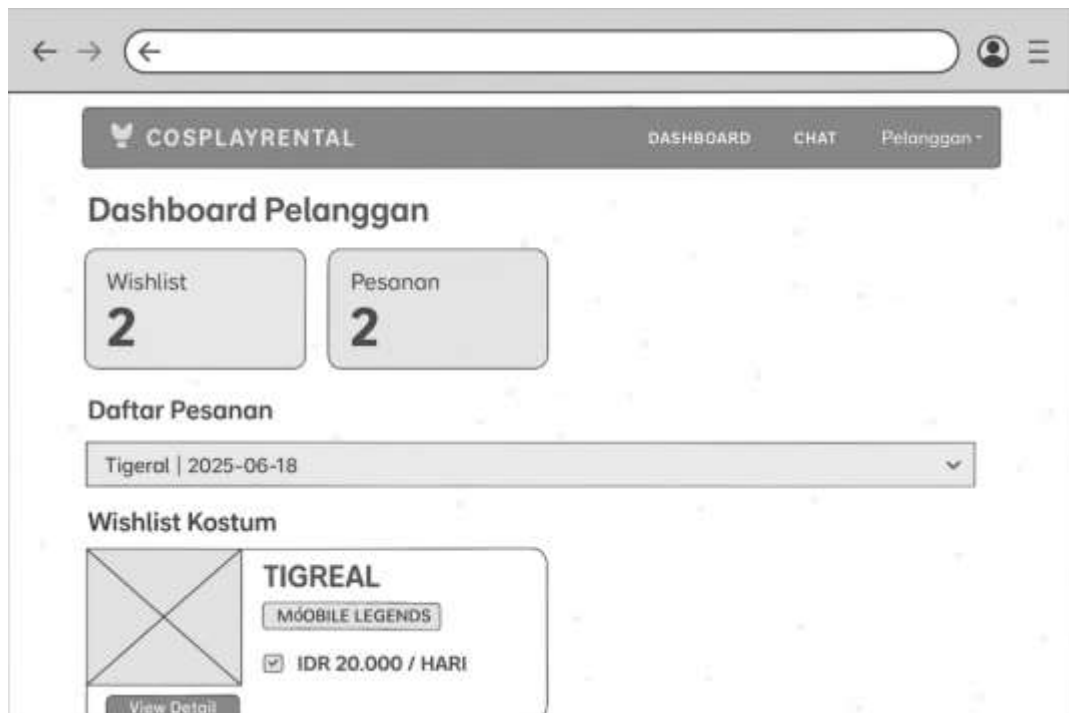 COSPLAYRENTAL DASHBOARD CHAT Pelanggan
Dashboard Pelanggan
Wishlist
2
Pesanan
2
Daftar Pesanan
Tigeral | 2025-06-18
Wishlist Kostum
TIGREAL
MóOBILE LEGENDS
IDR 20.000 / HARI
View Detail